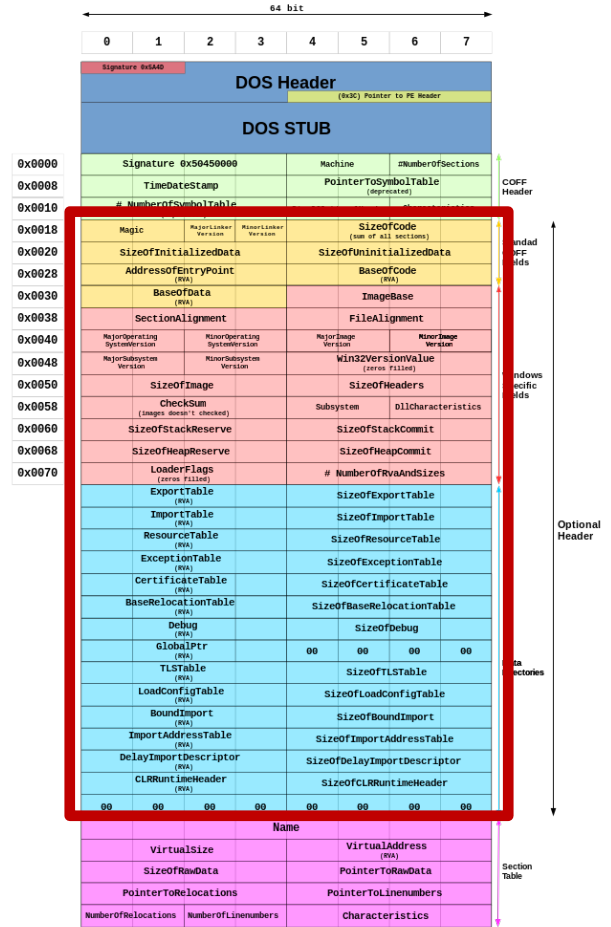 64 bit
0 1 2 3 4 5 6 7
Signature 0x5A4D
DOS Header
(0x3C) Pointer to PE Header
DOS STUB
0x0000 Signature 0x50450000 Machine #NumberOfSections
0x0008 TimeDateStamp PointerToSymbolTable
(deprecated)
COFF
Header
0x0010 # NumberOfSymbolTable
0x0018 Magic MajorLinker
Version MinorLinker
Version SizeOfCode
(sum of all sections)
0x0020 SizeOfInitializedData SizeOfUninitializedData
0x0028 AddressOfEntryPoint
(RVA) BaseOfCode
(RVA)
0x0030 BaseOfData
(RVA) ImageBase
0x0038 SectionAlignment FileAlignment
0x0040 MajorOperating
SystemVersion MinorOperating
SystemVersion MajorImage
Version MinorImage
Version
0x0048 MajorSubsystem
Version MinorSubsystem
Version Win32VersionValue
(zeros filled)
0x0050 SizeOfImage SizeOfHeaders
0x0058 CheckSum
(images doesn't checked) Subsystem DllCharacteristics
0x0060 SizeOfStackReserve SizeOfStackCommit
0x0068 SizeOfHeapReserve SizeOfHeapCommit
0x0070 LoaderFlags
(zeros filled) # NumberOfRvaAndSizes
ExportTable
(RVA) SizeOfExportTable
ImportTable
(RVA) SizeOfImportTable
Optional
Header
ResourceTable
(RVA) SizeOfResourceTable
ExceptionTable
(RVA) SizeOfExceptionTable
CertificateTable
(RVA) SizeOfCertificateTable
BaseRelocationTable
(RVA) SizeOfBaseRelocationTable
Debug
(RVA) SizeOfDebug
GlobalPtr
(RVA) 00 00 00 00
TLSTable
(RVA) SizeOfTLSTable
LoadConfigTable
(RVA) SizeOfLoadConfigTable
BoundImport
(RVA) SizeOfBoundImport
ImportAddressTable
(RVA) SizeOfImportAddressTable
DelayImportDescriptor
(RVA) SizeOfDelayImportDescriptor
CLRRuntimeHeader
(RVA) SizeOfCLRRuntimeHeader
00 00 00 00 00 00 00 00
Name
VirtualSize VirtualAddress
(RVA)
SizeOfRawData PointerToRawData
Section
Table
PointerToRelocations PointerToLinenumbers
NumberOfRelocations NumberOfLinenumbers Characteristics